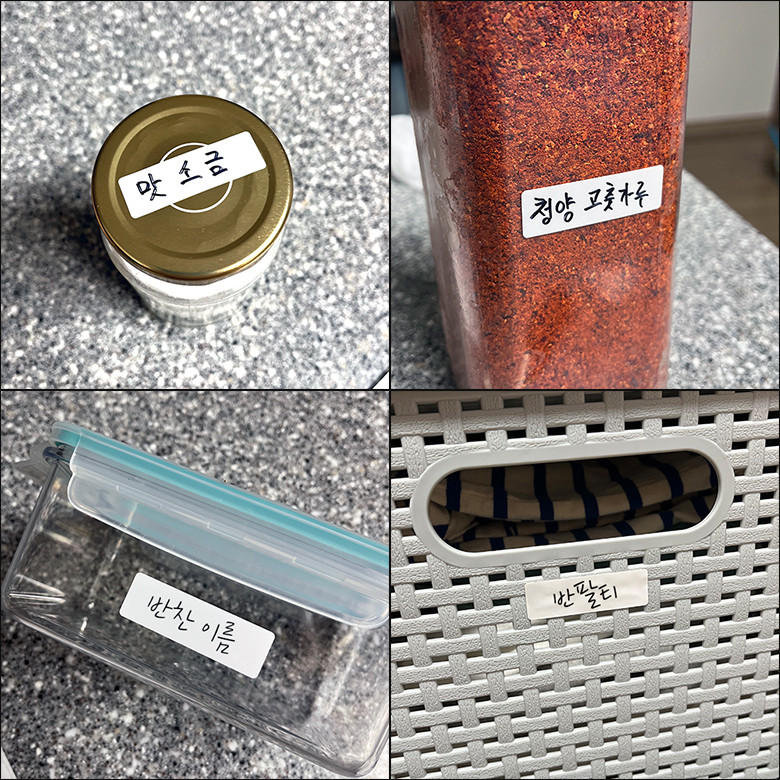 맛 소금
청양 고춧가루
반찬 이름
반팔티